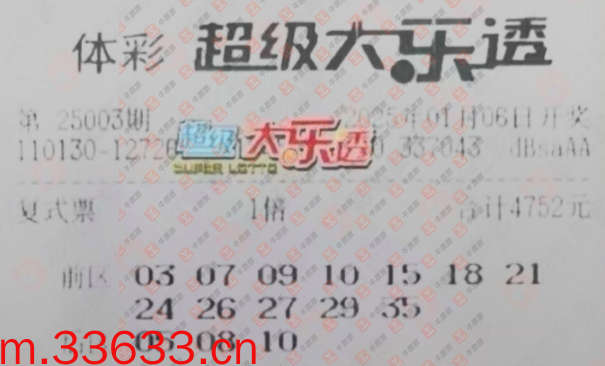 体彩 超级大乐透
第 25003期 2025年01月06日开奖
超级大乐透
SUPER LOTTO
110130-1272 337043 dBsaAA
复式票 1倍 合计4752元
前区 03 07 09 10 15 18 21
24 26 27 29 35
05 08 10
m.33633.cn